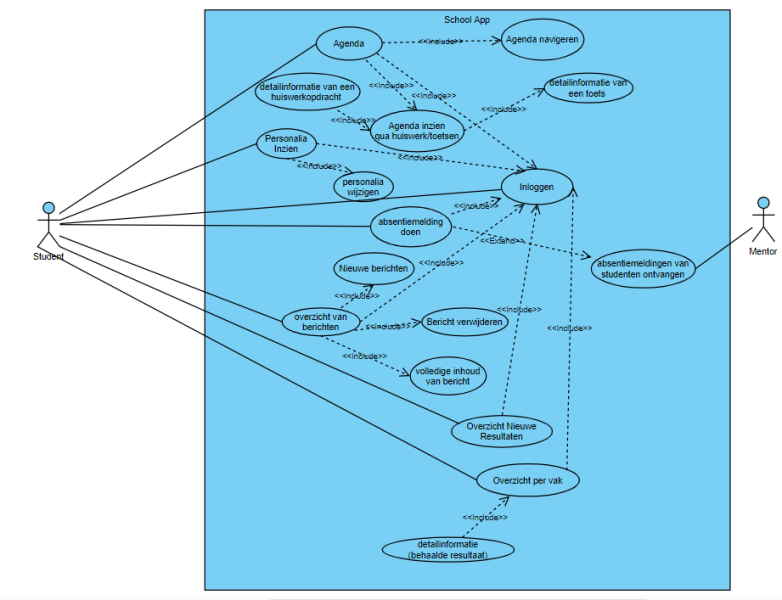 School App
Agenda
<<Include>>
Agenda navigeren
detailinformatie van een
huiswerkopdracht
<<Include>>
<<Include>>
detailinformatie van
een toets
<<Include>>
<<Include>>
Agenda inzien
qua huiswerk/toetsen
Personalia
Inzien
<<Include>>
<<Include>>
personalia
wijzigen
Inloggen
<<Include>>
absentiemelding
doen
<<Extend>>
Student
Mentor
absentiemeldingen van
studenten ontvangen
Nieuwe berichten
<<Include>>
<<Include>>
<<Include>>
overzicht van
berichten
<<Include>>
Bericht verwijderen
<<Include>>
<<Include>>
volledige inhoud
van bericht
Overzicht Nieuwe
Resultaten
Overzicht per vak
<<Include>>
detailinformatie
(behaalde resultaat)